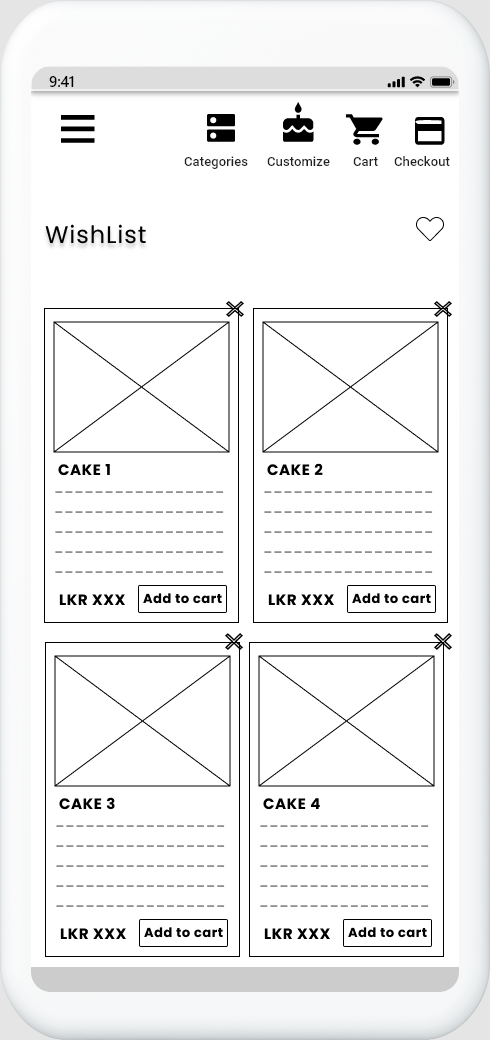 9:41
Categories Customize Cart Checkout
WishList
CAKE 1 CAKE 2
LKR XXX Add to cart LKR XXX Add to cart
CAKE 3 CAKE 4
LKR XXX Add to cart LKR XXX Add to cart